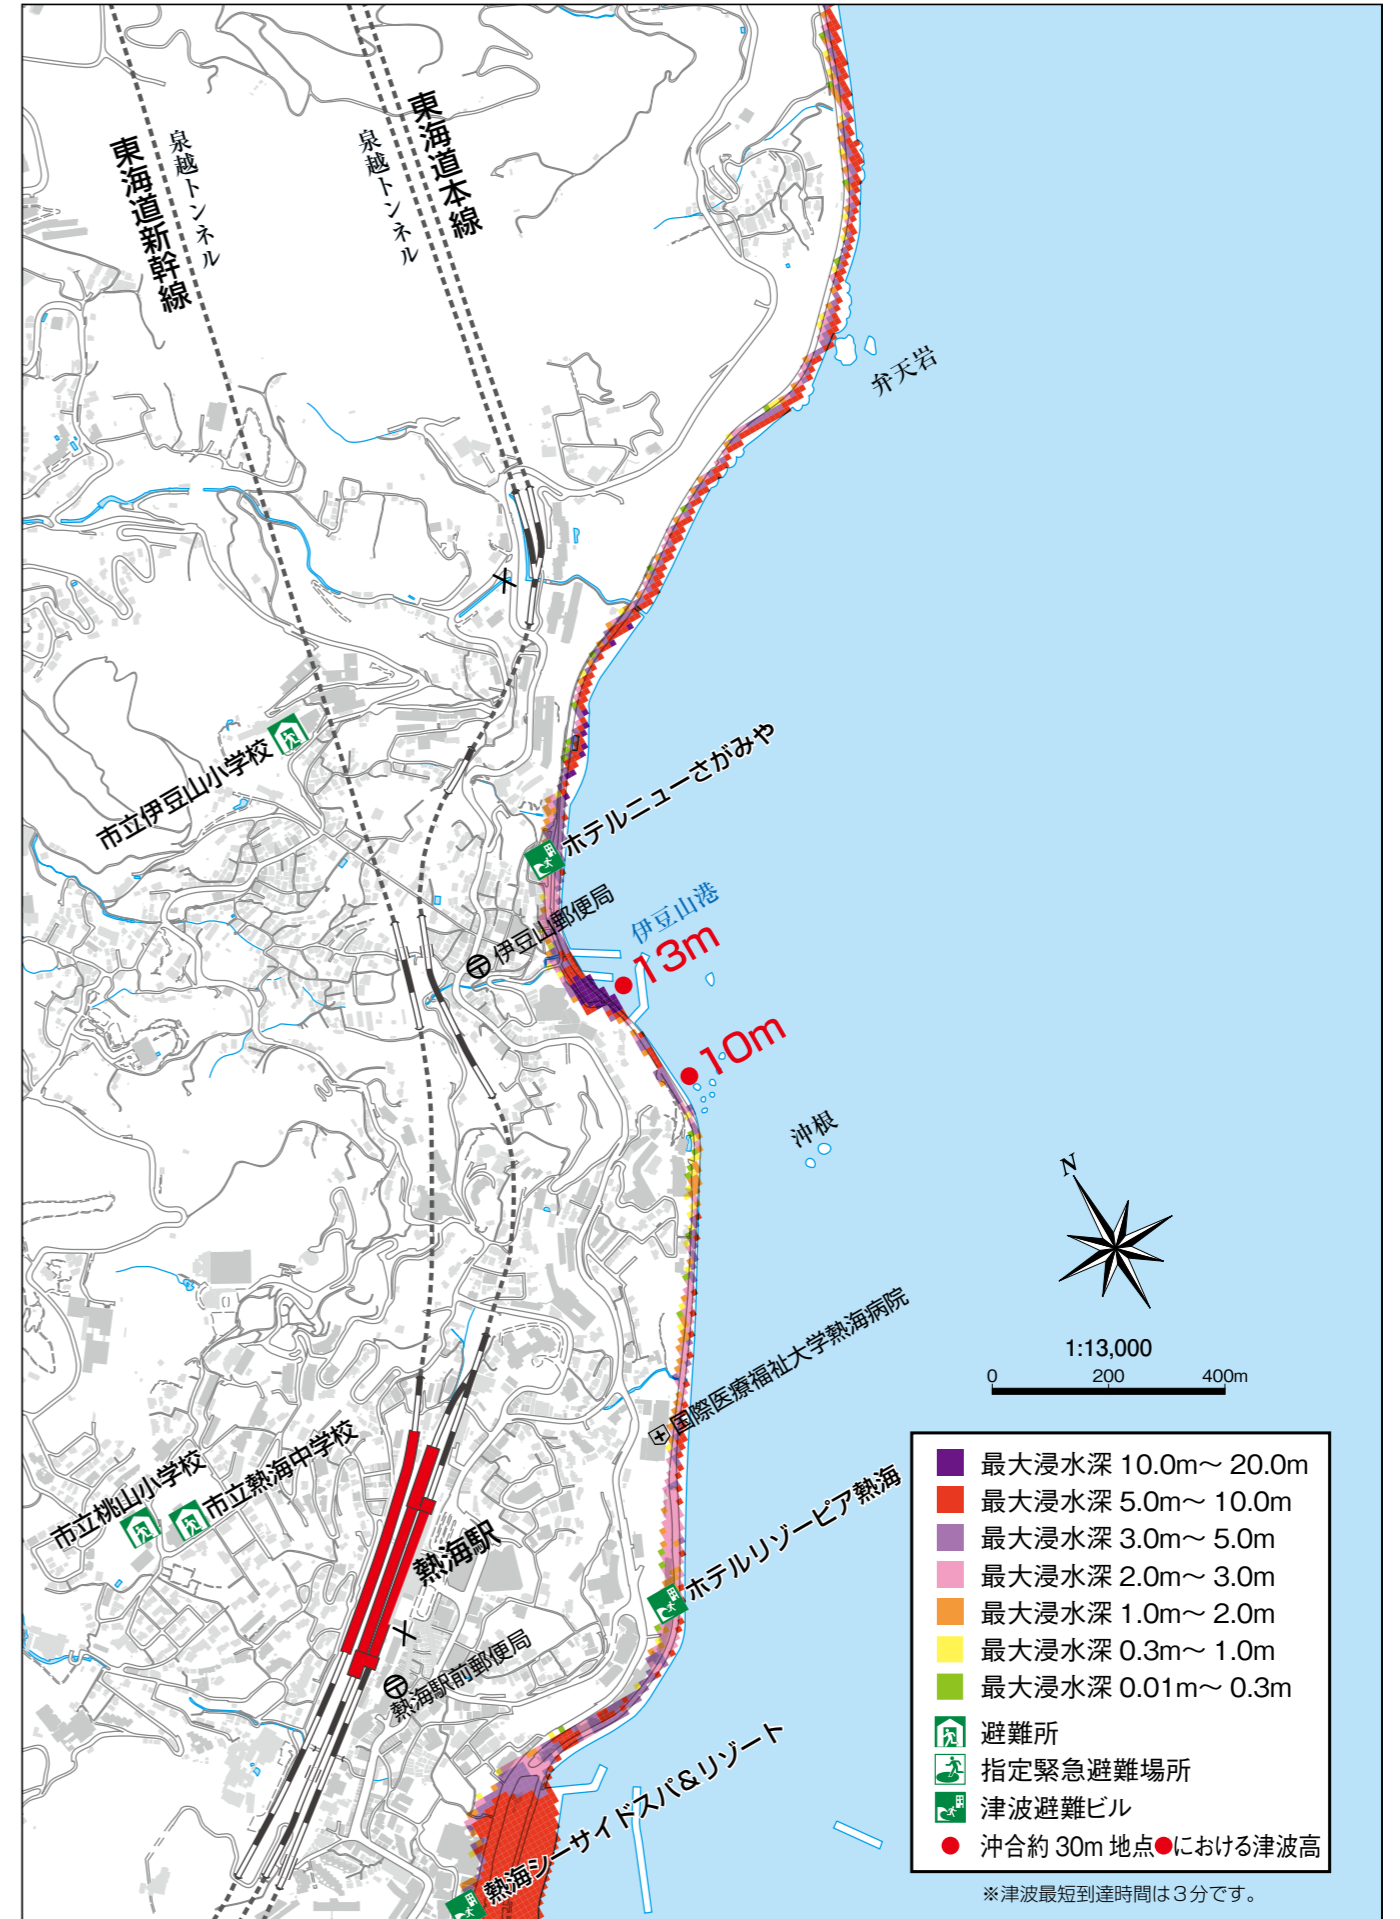 東海道本線
泉越トンネル
泉越トンネル
東海道新幹線
弁天岩
ホテルニューさがみや
市立伊豆山小学校
伊豆山郵便局
伊豆山港
13m
10m
沖根
N
1:13,000
0 200 400m
国際医療福祉大学熱海病院
市立桃山小学校
市立熱海中学校
熱海駅
ホテルリゾーピア熱海
熱海駅前郵便局
熱海シーサイドスパ&リゾート
最大浸水深 10.0m〜 20.0m
最大浸水深 5.0m〜 10.0m
最大浸水深 3.0m〜 5.0m
最大浸水深 2.0m〜 3.0m
最大浸水深 1.0m〜 2.0m
最大浸水深 0.3m〜 1.0m
最大浸水深 0.01m〜 0.3m
避難所
指定緊急避難場所
津波避難ビル
沖合約 30m 地点●における津波高
※津波最短到達時間は３分です。